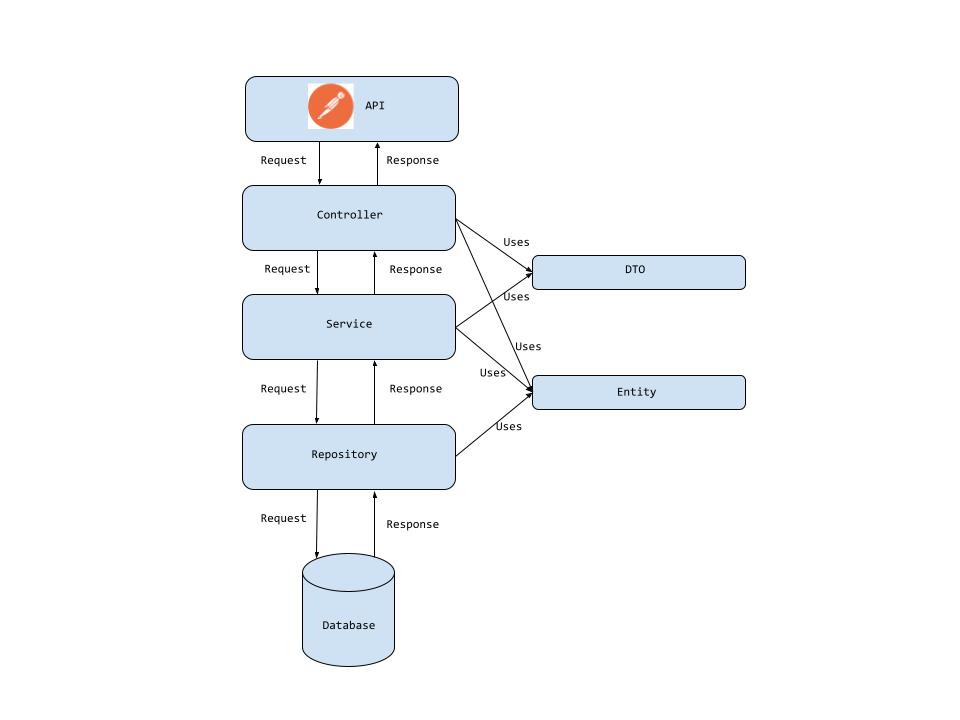 API
Request
Response
Controller
Uses
Request
Response
DTO
Uses
Service
Uses
Uses
Request
Response
Entity
Uses
Repository
Request
Response
Database